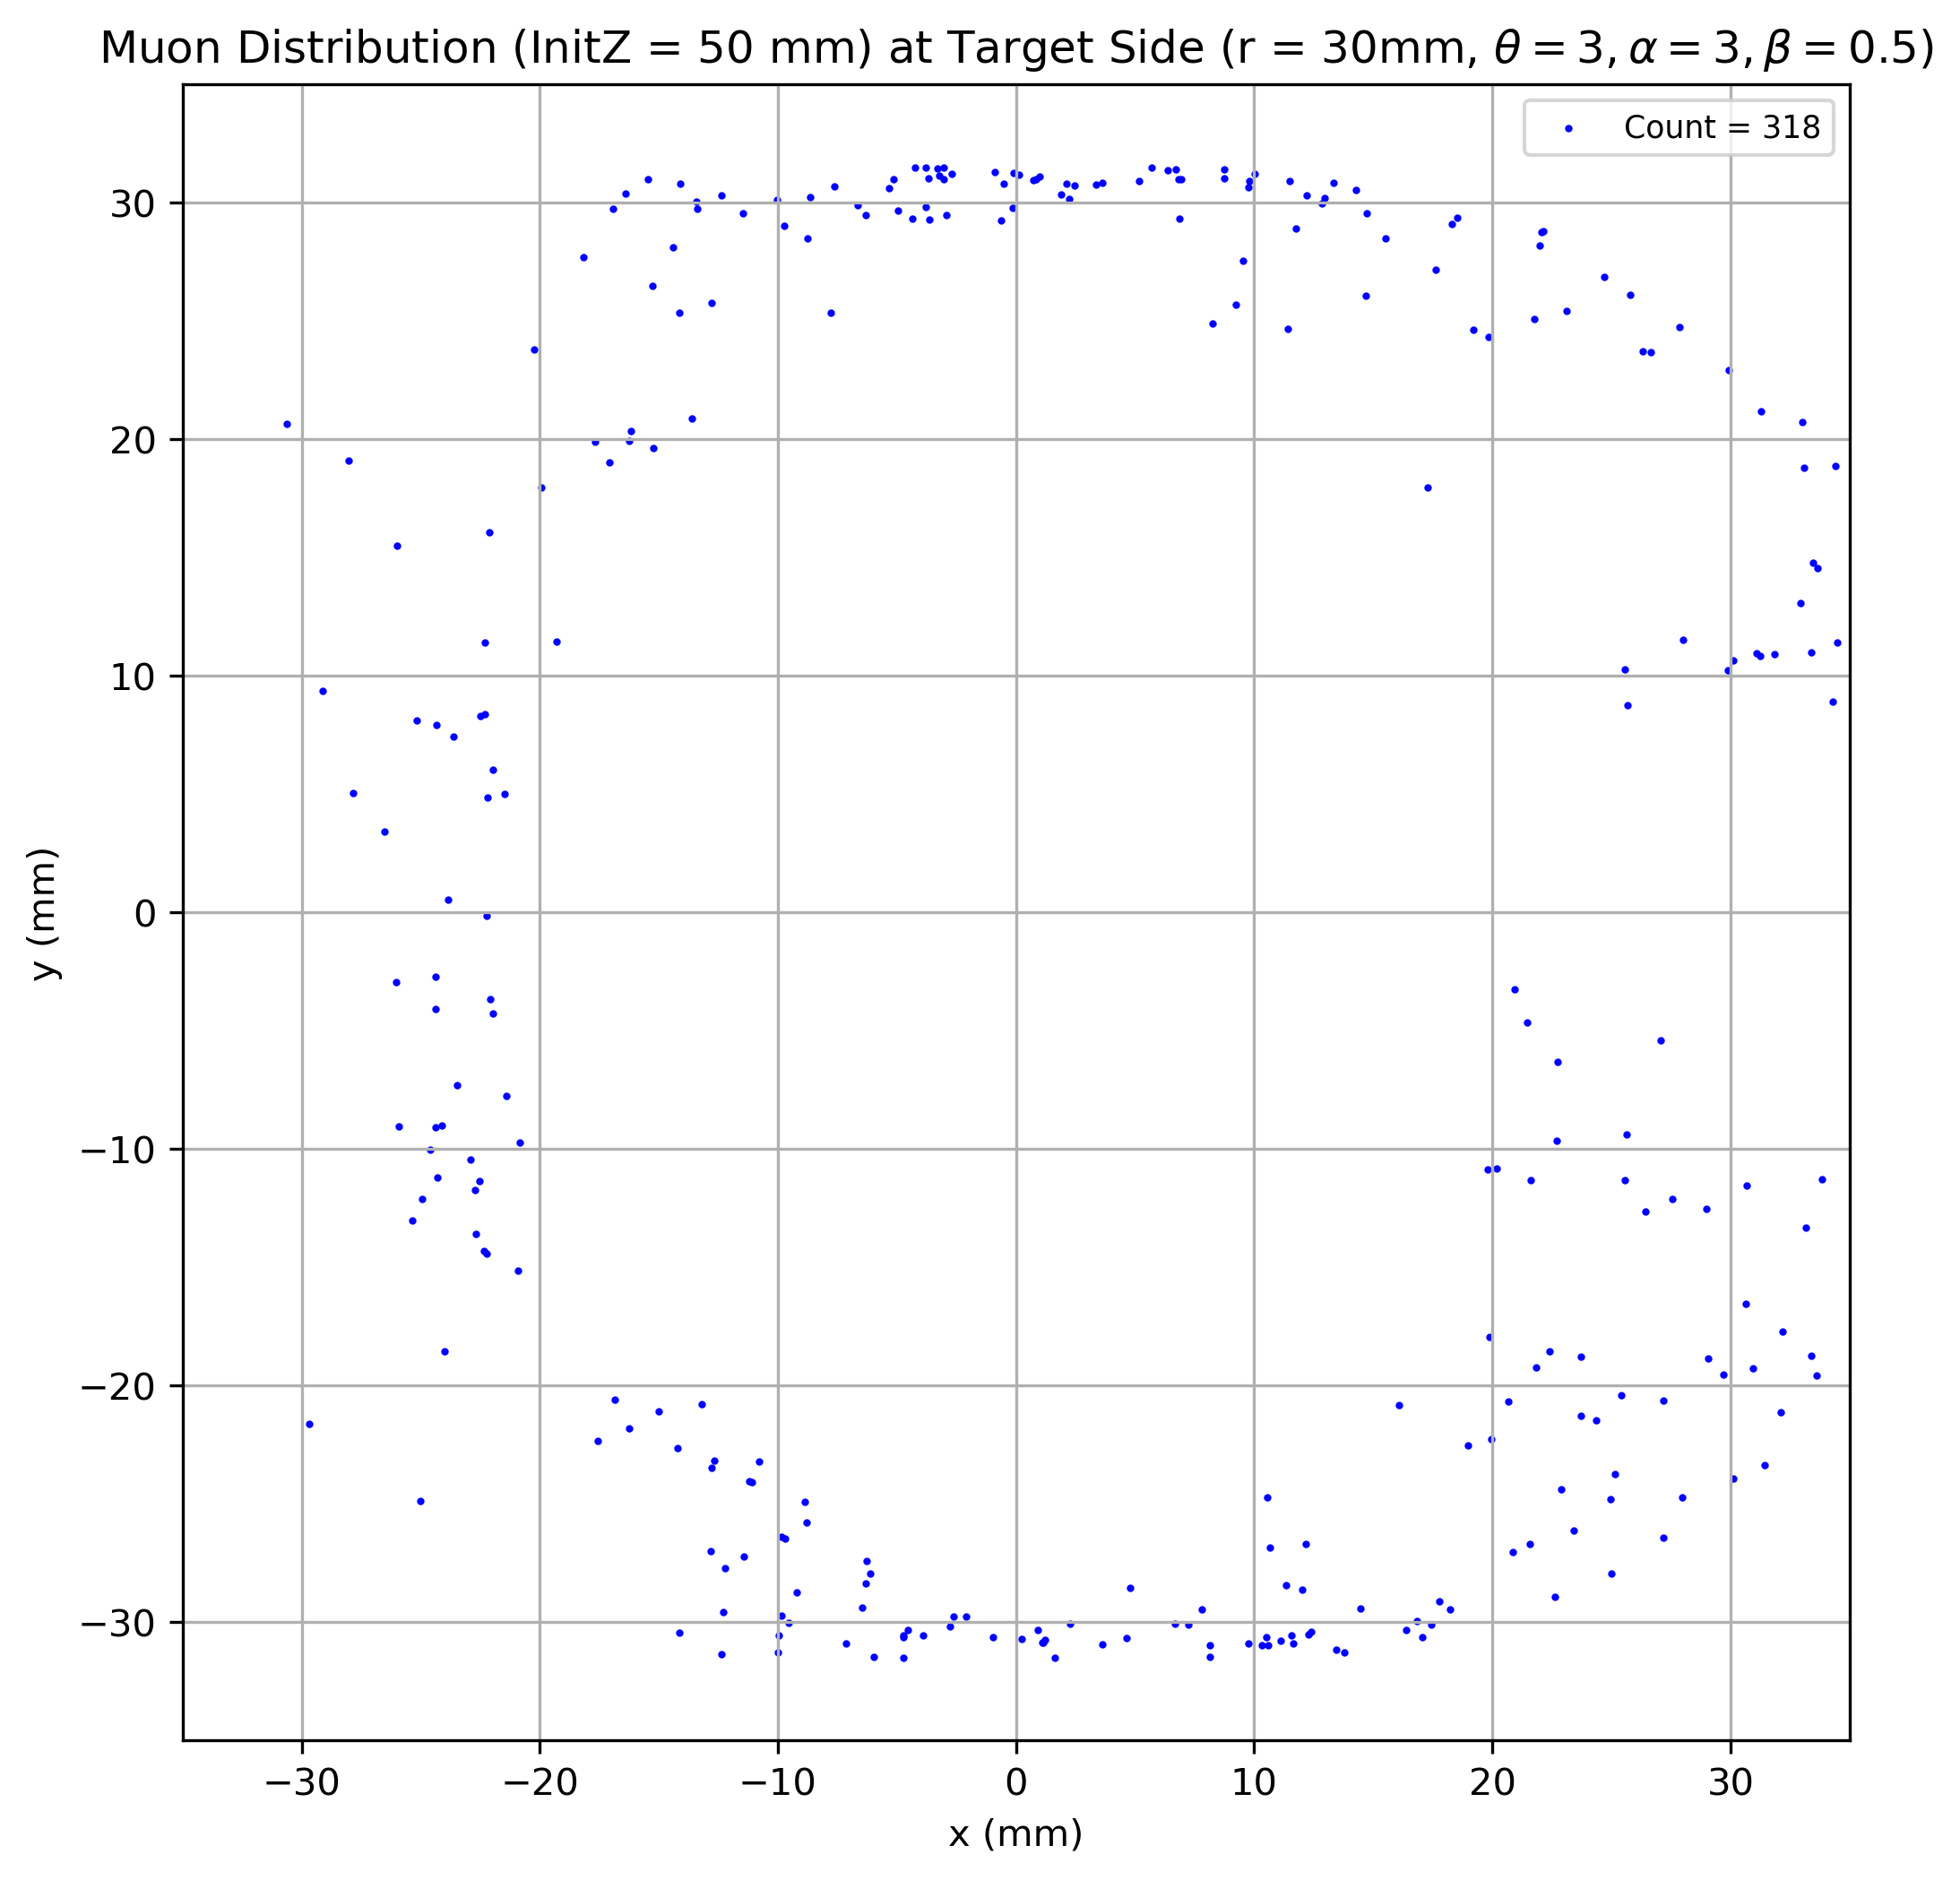 Muon Distribution (InitZ = 50 mm) at Target Side (r = 30mm, θ = 3, α = 3, β = 0.5)
Count = 318
30
20
10
0
−10
−20
−30
y (mm)
−30 −20 −10 0 10 20 30
x (mm)